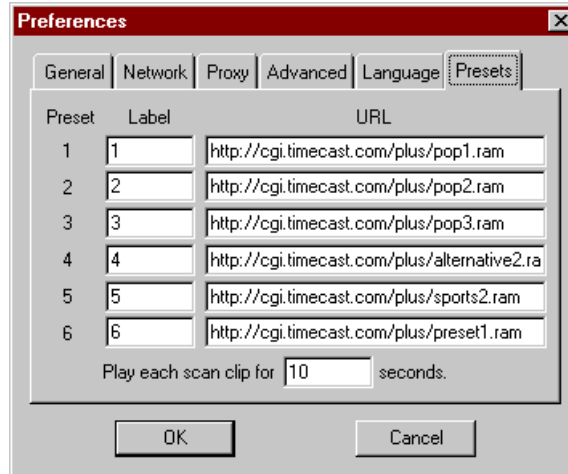 Preferences
General Network Proxy Advanced Language Presets
Preset Label URL
1 1 http://cgi.timecast.com/plus/pop1.ram
2 2 http://cgi.timecast.com/plus/pop2.ram
3 3 http://cgi.timecast.com/plus/pop3.ram
4 4 http://cgi.timecast.com/plus/alternative2.ra
5 5 http://cgi.timecast.com/plus/sports2.ram
6 6 http://cgi.timecast.com/plus/preset1.ram
Play each scan clip for 10 seconds.
OK Cancel